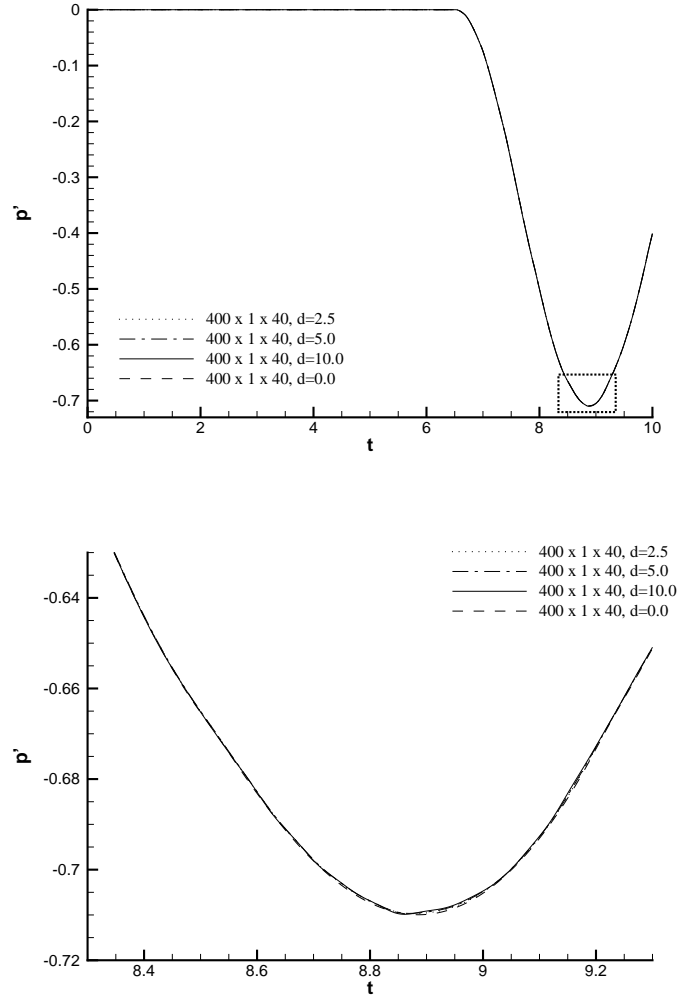 0
-0.1
-0.2
-0.3
-0.4
-0.5
-0.6
-0.7
p'
400 x 1 x 40, d=2.5
400 x 1 x 40, d=5.0
400 x 1 x 40, d=10.0
400 x 1 x 40, d=0.0
0 2 4 6 8 10
t
400 x 1 x 40, d=2.5
400 x 1 x 40, d=5.0
400 x 1 x 40, d=10.0
400 x 1 x 40, d=0.0
-0.64
-0.66
-0.68
-0.7
-0.72
p'
8.4 8.6 8.8 9 9.2
t